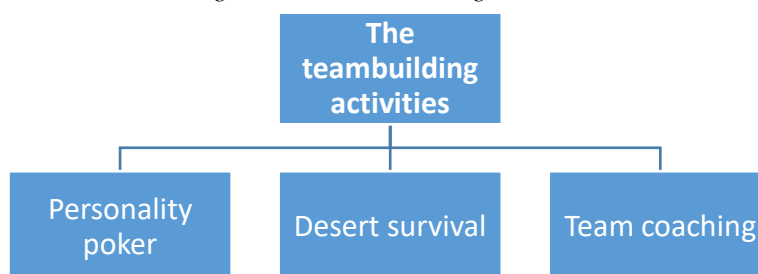 The
teambuilding
activities
Personality
poker
Desert survival
Team coaching